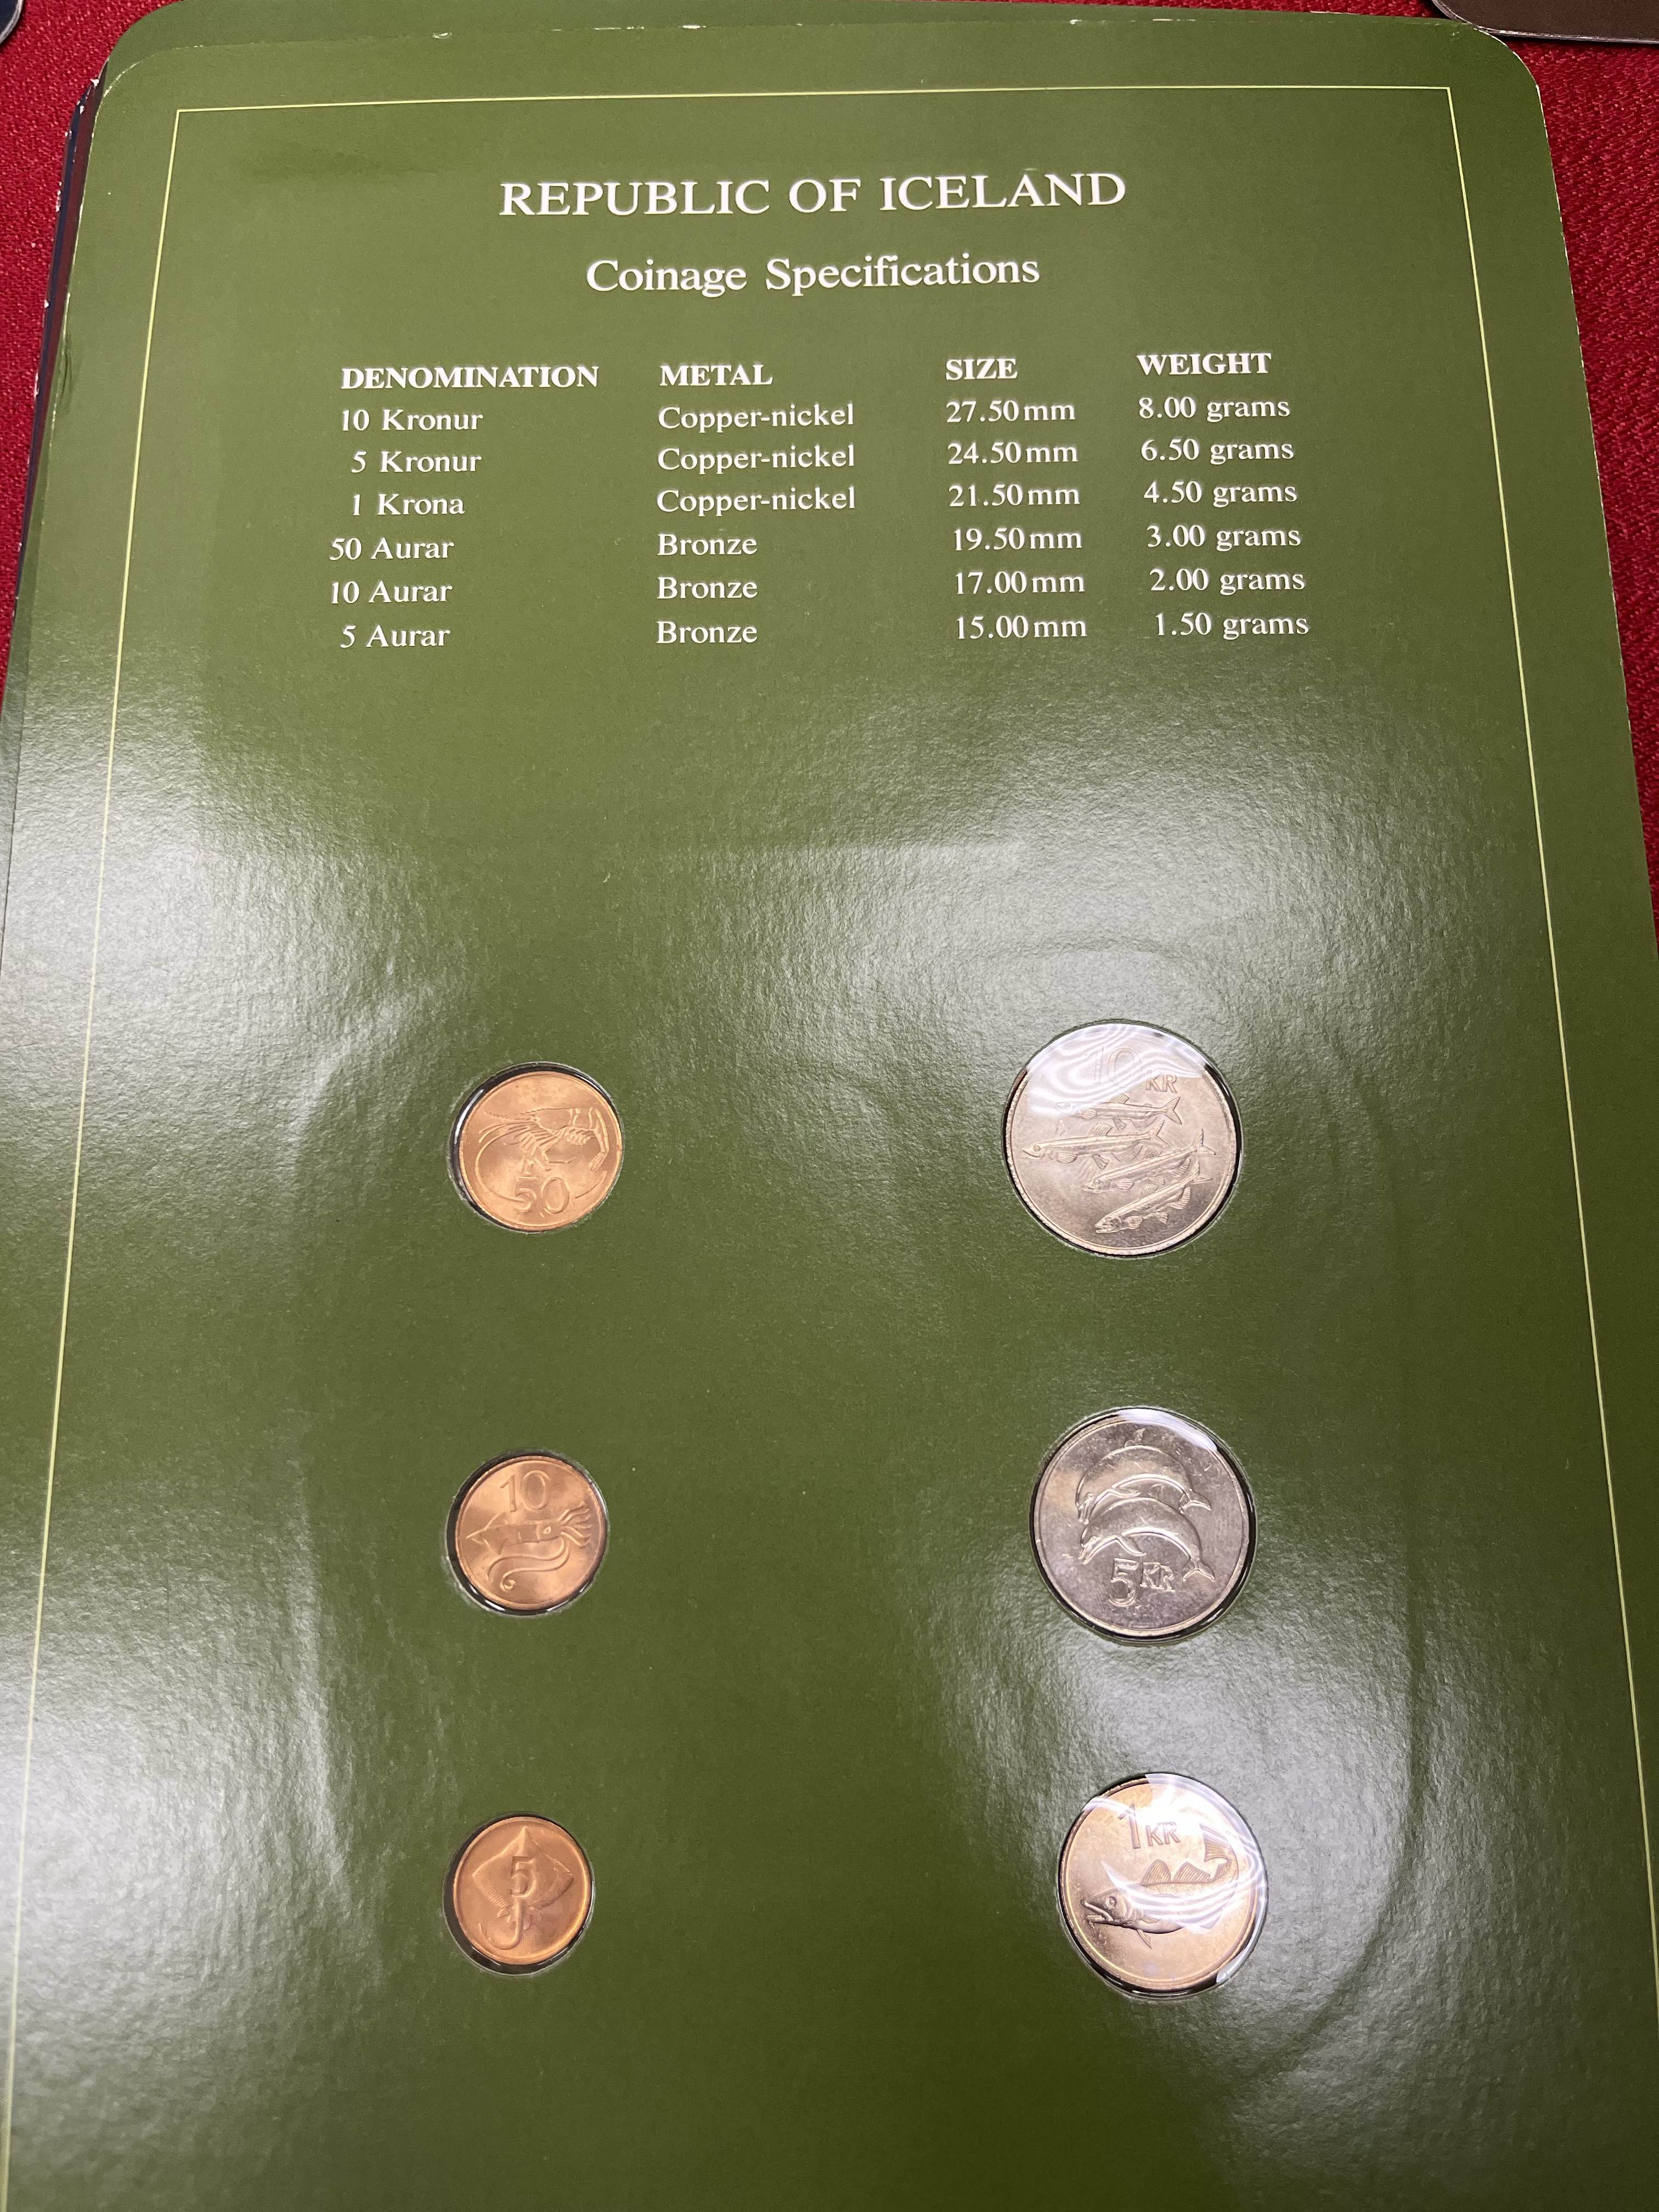 REPUBLIC OF ICELAND
Coinage Specifications
DENOMINATION METAL SIZE WEIGHT
10 Kronur Copper-nickel 27.50mm 8.00 grams
5 Kronur Copper-nickel 24.50mm 6.50 grams
1 Krona Copper-nickel 21.50mm 4.50 grams
50 Aurar Bronze 19.50mm 3.00 grams
10 Aurar Bronze 17.00mm 2.00 grams
5 Aurar Bronze 15.00mm 1.50 grams
50
10 KR
10
5 KR
5
1 KR